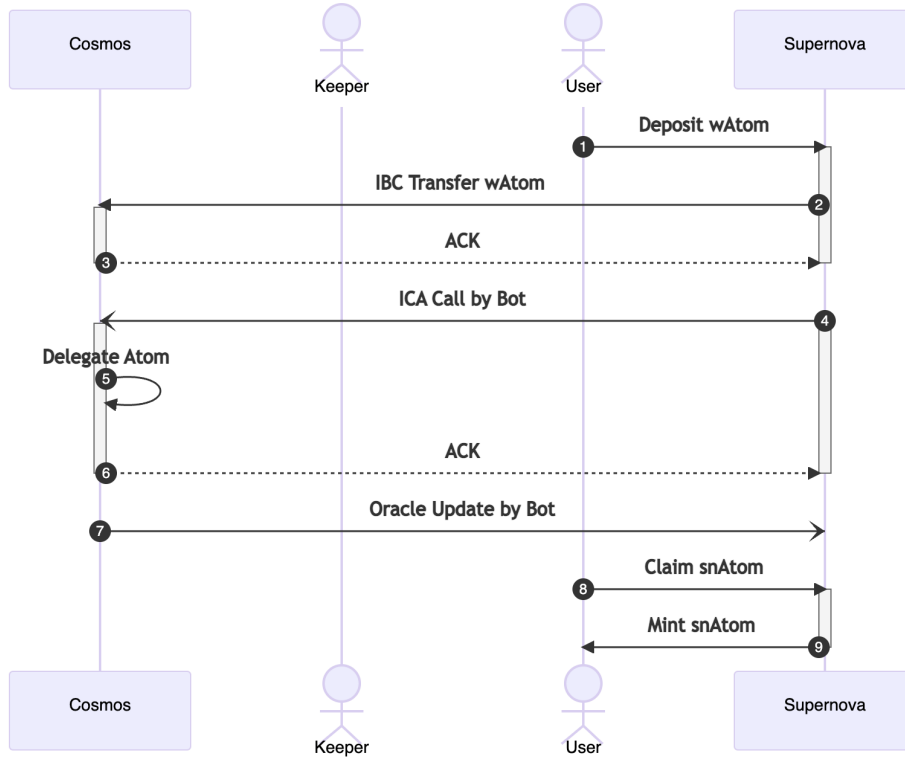 Cosmos
Keeper
User
Supernova
Deposit wAtom
1
IBC Transfer wAtom
2
ACK
3
ICA Call by Bot
4
Delegate Atom
5
ACK
6
Oracle Update by Bot
7
Claim snAtom
8
Mint snAtom
9
Cosmos
Keeper
User
Supernova